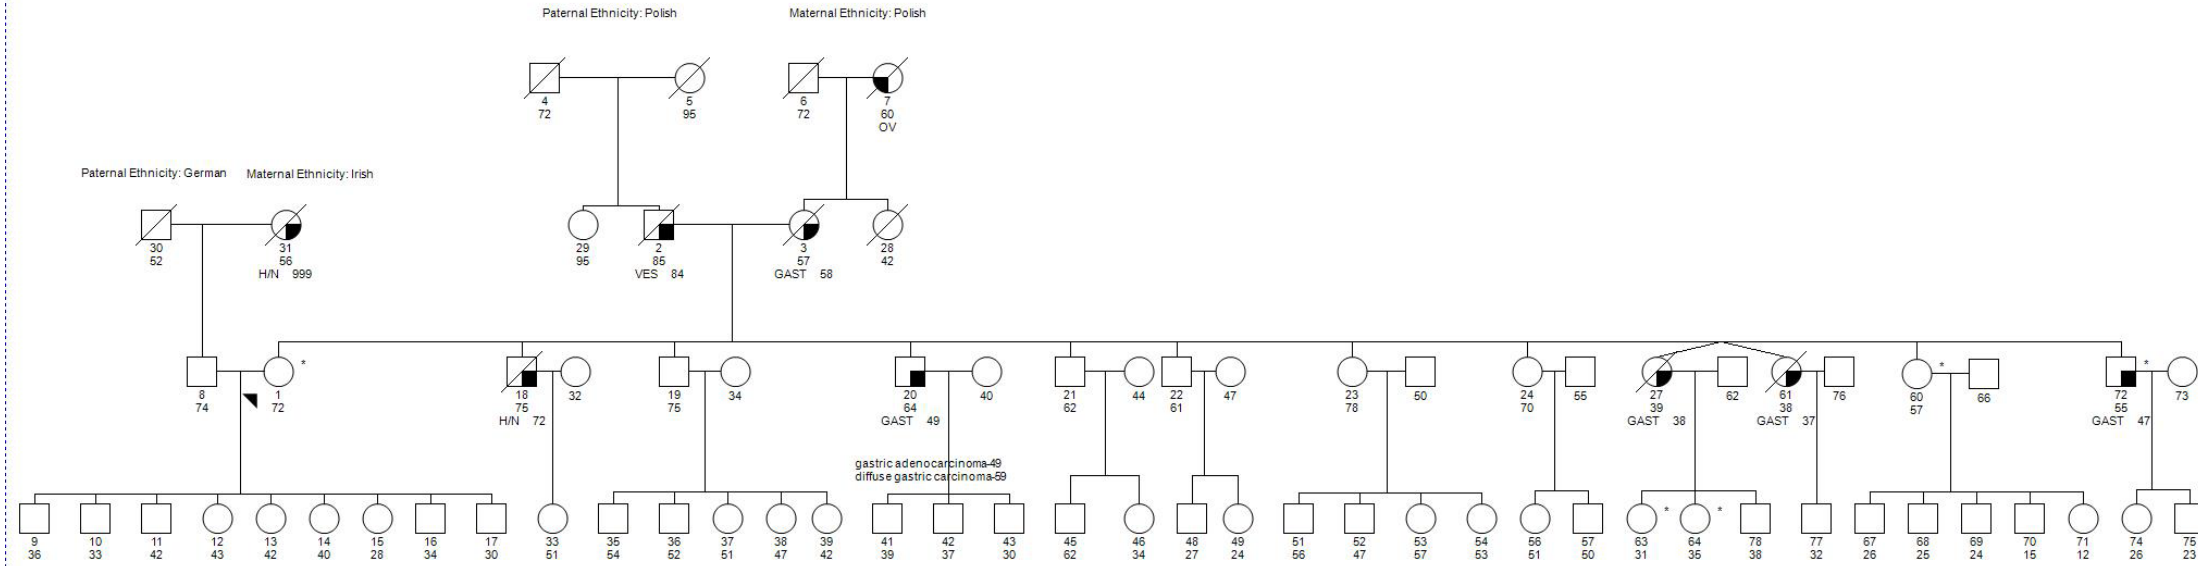 Paternal Ethnicity: Polish Maternal Ethnicity: Polish
4 5 6 7
72 95 72 60
OV
Paternal Ethnicity: German Maternal Ethnicity: Irish
30 31 29 2 3 28
52 56 95 85 57 42
H/N 999 VES 84 GAST 58
* * *
8 1 18 32 19 34 20 40 21 44 22 47 23 50 24 55 27 62 61 76 60 66 72 73
74 72 75 75 64 62 61 78 70 39 38 57 55
H/N 72 GAST 49 GAST 38 GAST 37 GAST 47
gastric adenocarcinoma-49
diffuse gastric carcinoma-59
* *
9 10 11 12 13 14 15 16 17 33 35 36 37 38 39 41 42 43 45 46 48 49 51 52 53 54 56 57 63 64 78 77 67 68 69 70 71 74 75
36 33 42 43 42 40 28 34 30 51 54 52 51 47 42 39 37 30 62 34 27 24 56 47 57 53 51 50 31 35 38 32 26 25 24 15 12 26 23